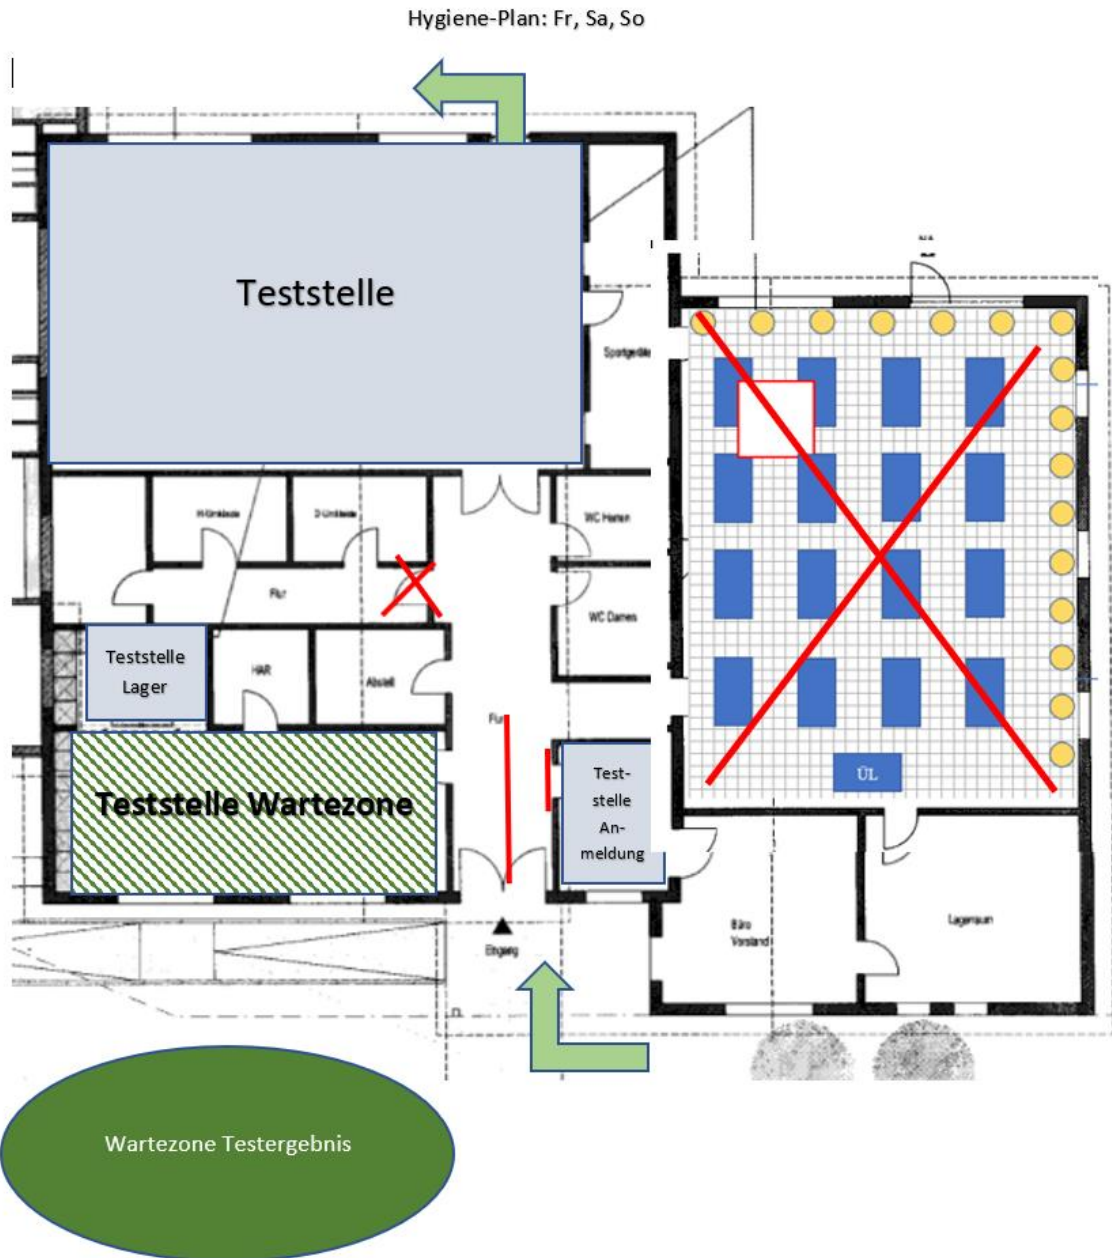 Hygiene-Plan: Fr, Sa, So
Teststelle
Sportgeräte
WC Herren
Flur
WC Damen
Teststelle
Lager
HAR
Abstell
Flur
Teststelle Wartezone
Test-
stelle
An-
meldung
ÜL
Eingang
Büro
Vorstand
Lagerraum
Wartezone Testergebnis